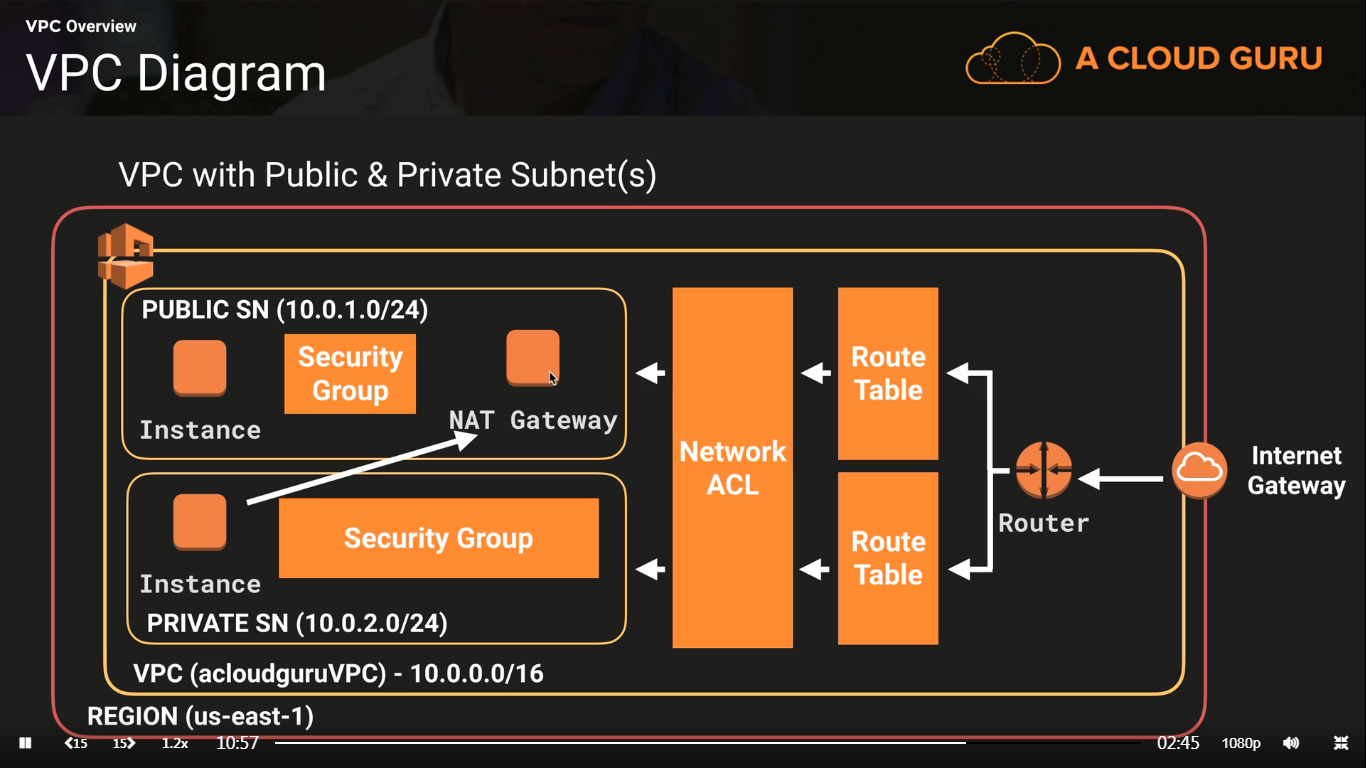 VPC Overview
VPC Diagram
A CLOUD GURU
VPC with Public & Private Subnet(s)
PUBLIC SN (10.0.1.0/24)
Security
Group
Instance
NAT Gateway
Instance
Security Group
PRIVATE SN (10.0.2.0/24)
Network
ACL
Route
Table
Route
Table
Router
Internet
Gateway
VPC (acloudguruVPC) - 10.0.0.0/16
REGION (us-east-1)
15
15
1.2x
10:57
02:45
1080p